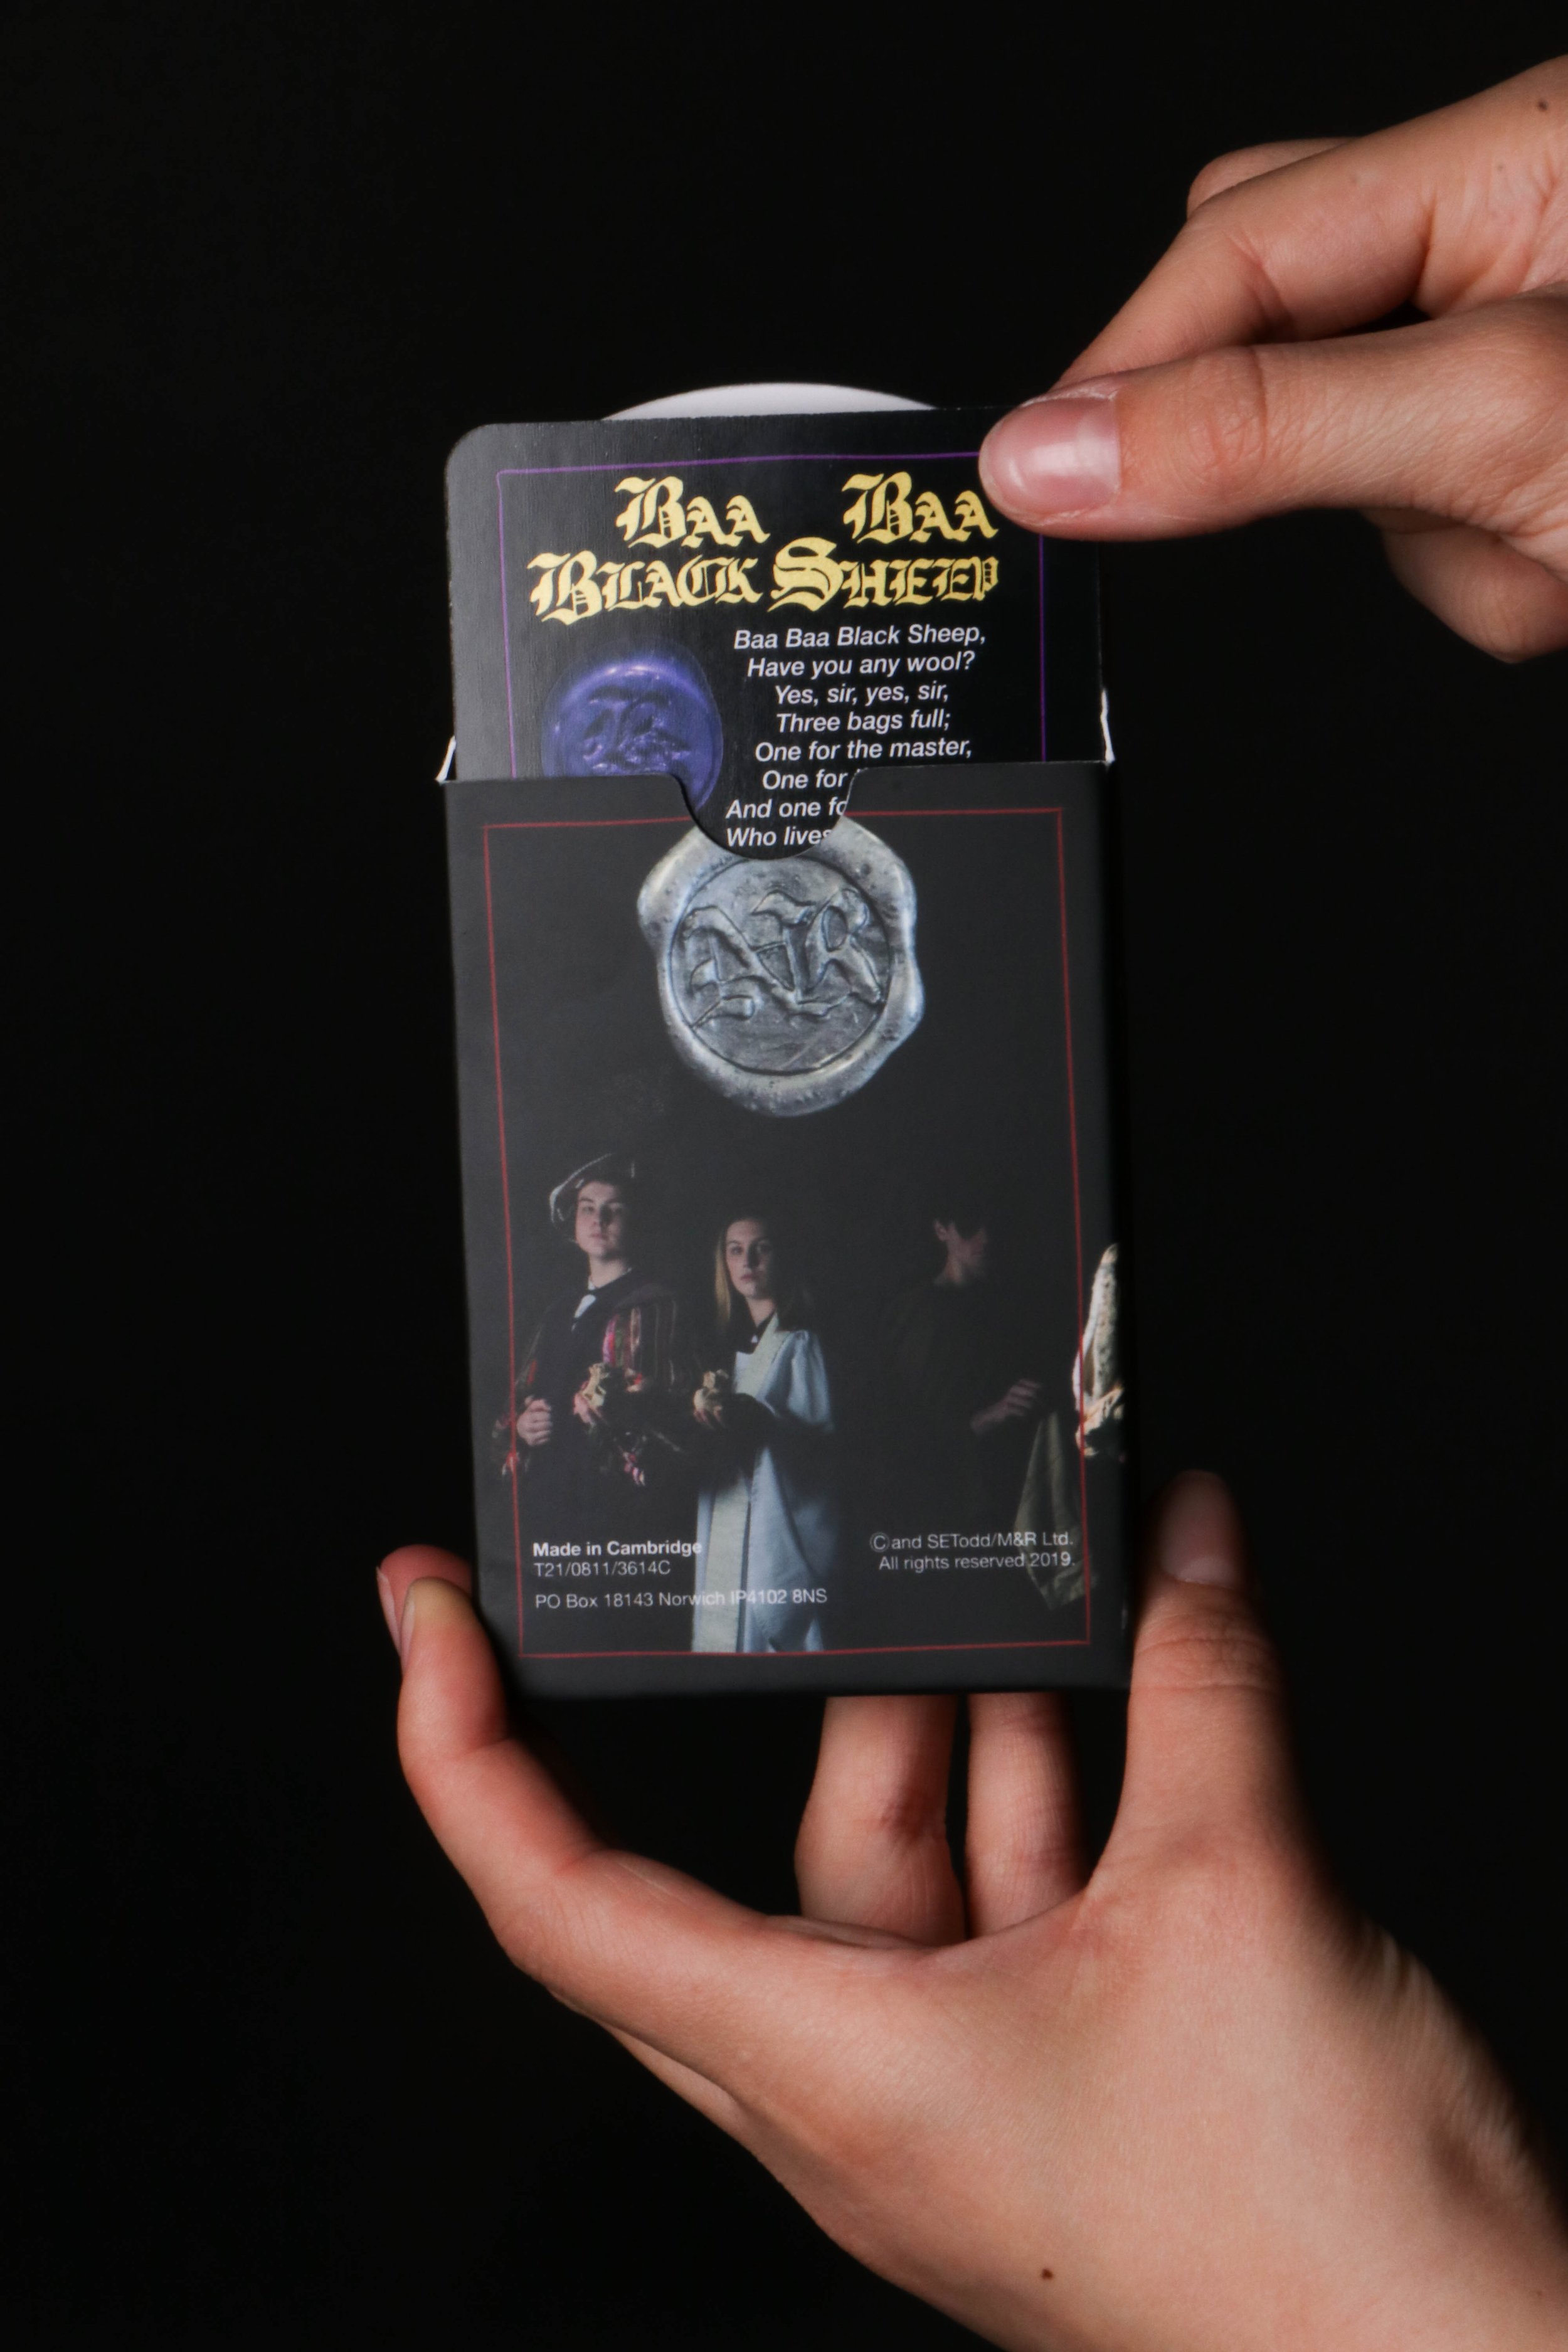 BAA BAA
BLACK SHEEP
Baa Baa Black Sheep,
Have you any wool?
Yes, sir, yes, sir,
Three bags full;
One for the master,
One for
And one
Who lives
Made in Cambridge
T21/0811/3614C
PO Box 18143 Norwich IP4102 8NS
©and SETodd/M&R Ltd.
All rights reserved 2019.